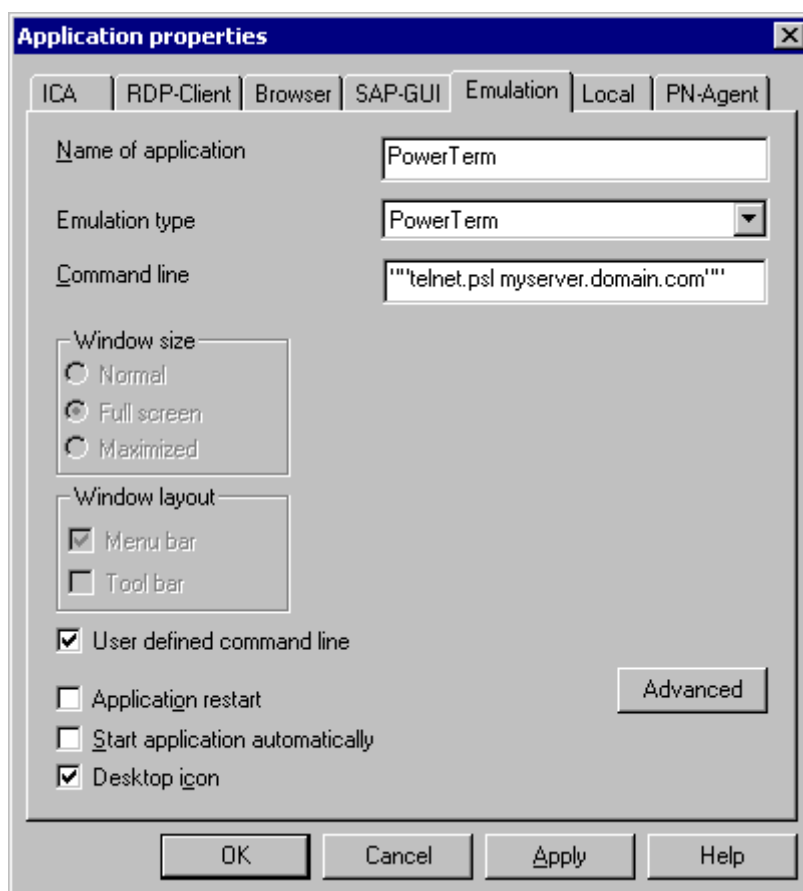 Application properties
ICA RDP-Client Browser SAP-GUI Emulation Local PN-Agent
Name of application PowerTerm
Emulation type PowerTerm
Command line '""telnet.psl myserver.domain.com""'
Window size
Normal
Full screen
Maximized
Window layout
Menu bar
Tool bar
User defined command line
Application restart
Advanced
Start application automatically
Desktop icon
OK Cancel Apply Help